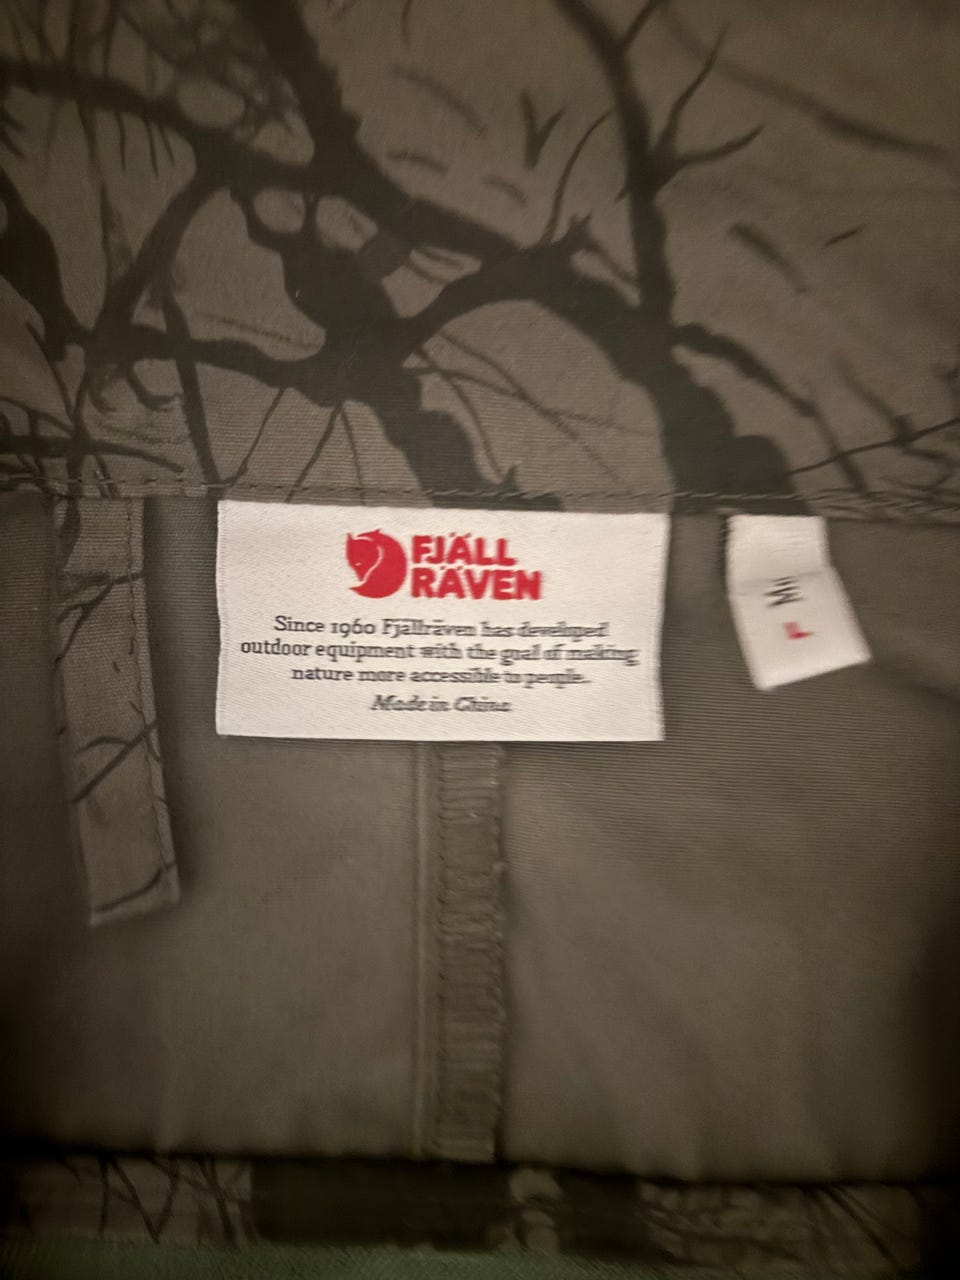 FJÄLL
RÄVEN
Since 1960 Fjällräven has developed
outdoor equipment with the goal of making
nature more accessible to people.
Made in China
L